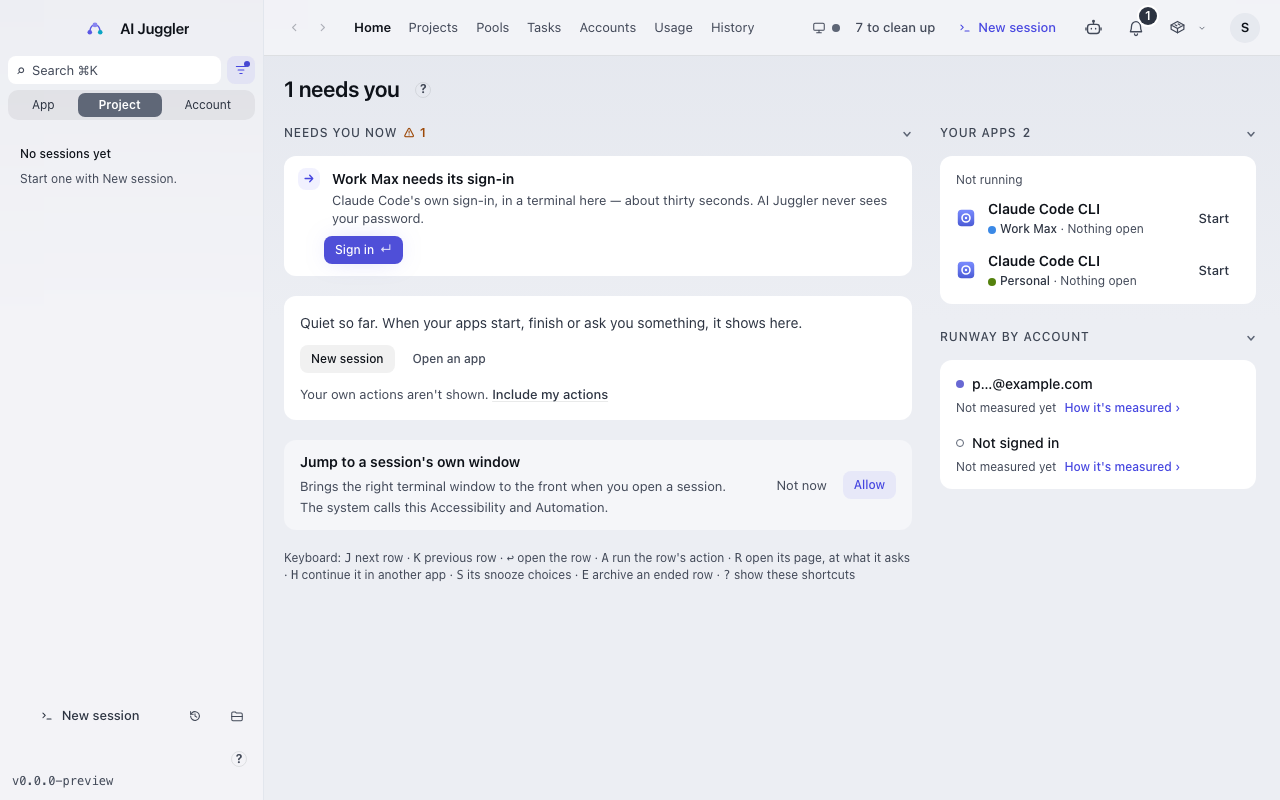 AI Juggler
Search ⌘K
App Project Account
No sessions yet
Start one with New session.
New session
?
v0.0.0-preview
Home Projects Pools Tasks Accounts Usage History
7 to clean up
New session
1
S
1 needs you ?
NEEDS YOU NOW 1
Work Max needs its sign-in
Claude Code's own sign-in, in a terminal here — about thirty seconds. AI Juggler never sees
your password.
Sign in ↵
Quiet so far. When your apps start, finish or ask you something, it shows here.
New session Open an app
Your own actions aren't shown. Include my actions
Jump to a session's own window
Brings the right terminal window to the front when you open a session.
The system calls this Accessibility and Automation.
Not now Allow
Keyboard: J next row · K previous row · ↩ open the row · A run the row's action · R open its page, at what it asks
· H continue it in another app · S its snooze choices · E archive an ended row · ? show these shortcuts
YOUR APPS 2
Not running
Claude Code CLI
Work Max · Nothing open
Start
Claude Code CLI
Personal · Nothing open
Start
RUNWAY BY ACCOUNT
p...@example.com
Not measured yet How it's measured ›
Not signed in
Not measured yet How it's measured ›